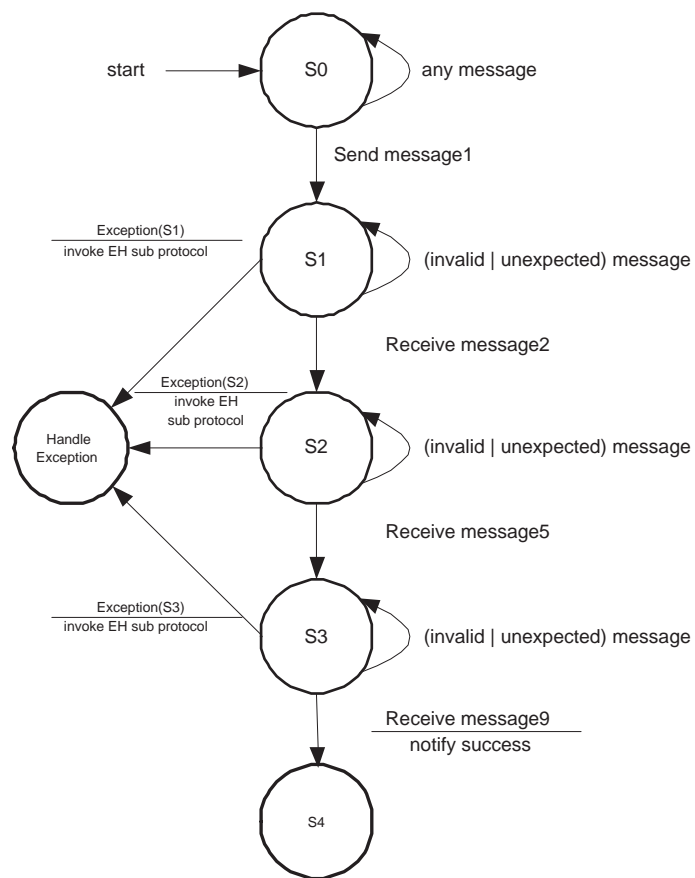 S0
start
any message
Send message1
Exception(S1)
invoke EH sub protocol
S1
(invalid | unexpected) message
Receive message2
Exception(S2)
invoke EH
sub protocol
Handle
Exception
S2
(invalid | unexpected) message
Receive message5
Exception(S3)
invoke EH sub protocol
S3
(invalid | unexpected) message
Receive message9
notify success
S4